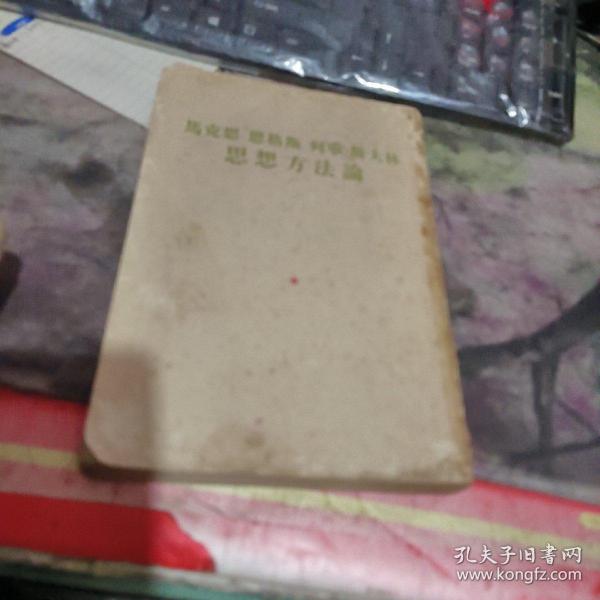 馬克思 恩格斯 列寧 斯大林
思想方法論
孔夫子旧書网
www.kongfz.com